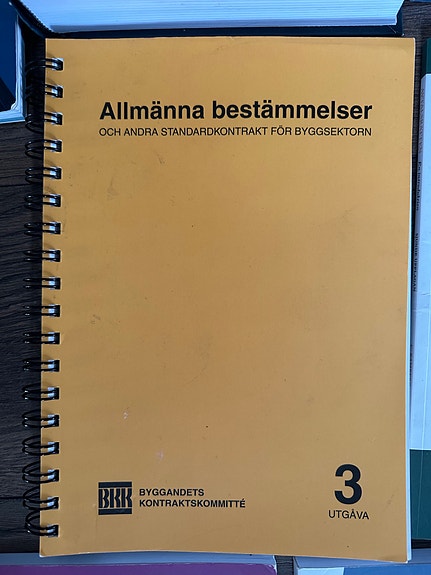 Allmänna bestämmelser
OCH ANDRA STANDARDKONTRAKT FÖR BYGGSEKTORN
BKK
BYGGANDETS
KONTRAKTSKOMMITTÉ
3
UTGÅVA